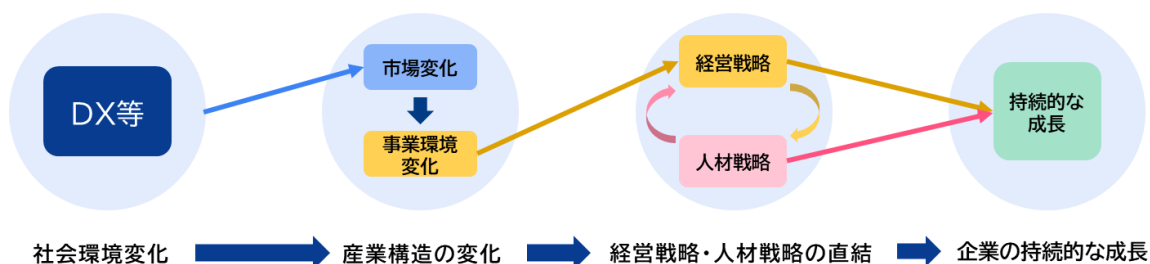 DX等
市場変化
事業環境
変化
経営戦略
人材戦略
持続的な
成長
社会環境変化
産業構造の変化
経営戦略・人材戦略の直結
企業の持続的な成長